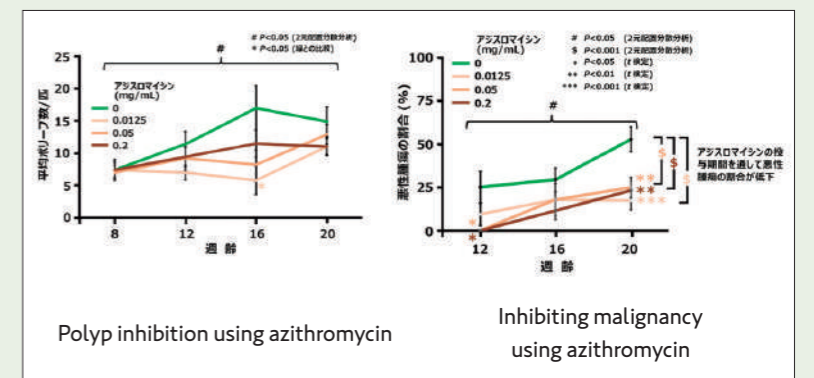 # P<0.05 (2元配置分散分析)
* P<0.05 (緑との比較)
#
平均ポリープ数/匹
アジスロマイシン
(mg/mL)
0
0.0125
0.05
0.2
25
20
15
10
5
0
*
8 12 16 20
週 齢
Polyp inhibition using azithromycin
アジスロマイシン
(mg/mL)
0
0.0125
0.05
0.2
# P<0.05 (2元配置分散分析)
$ P<0.001 (2元配置分散分析)
* P<0.05 (t 検定)
** P<0.01 (t 検定)
*** P<0.001 (t 検定)
#
悪性腫瘍の割合 (%)
100
75
50
25
0
*
*
**
**
***
$
$
$
アジスロマイシンの投
与期間を通して悪性
腫瘍の割合が低下
12 16 20
週 齢
Inhibiting malignancy
using azithromycin